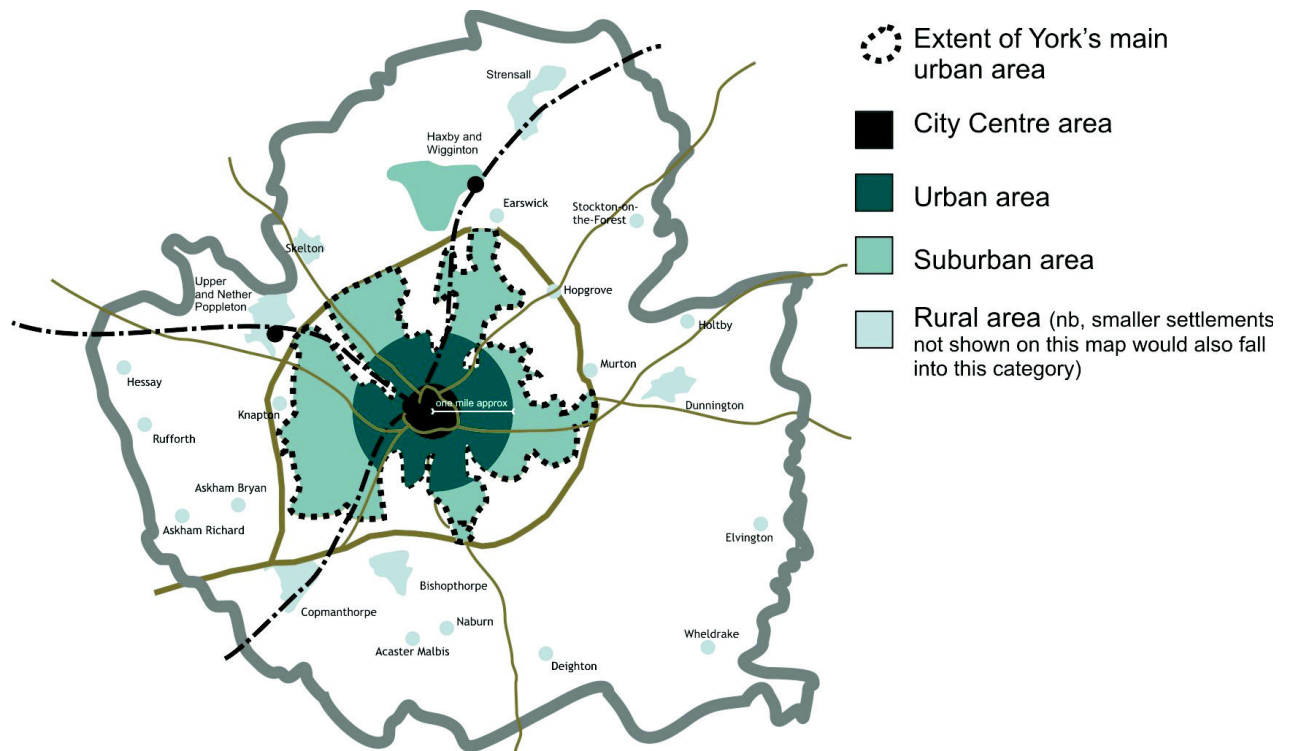 Strensall
Haxby and
Wigginton
Earswick
Stockton-on-
the-Forest
Skelton
Upper
and Nether
Poppleton
Hopgrove
Holtby
Murton
Hessay
Knapton
one mile approx
Dunnington
Rufforth
Askham Bryan
Askham Richard
Elvington
Bishopthorpe
Copmanthorpe
Naburn
Acaster Malbis
Wheldrake
Deighton
Extent of York's main
urban area
City Centre area
Urban area
Suburban area
Rural area (nb, smaller settlements
not shown on this map would also fall
into this category)